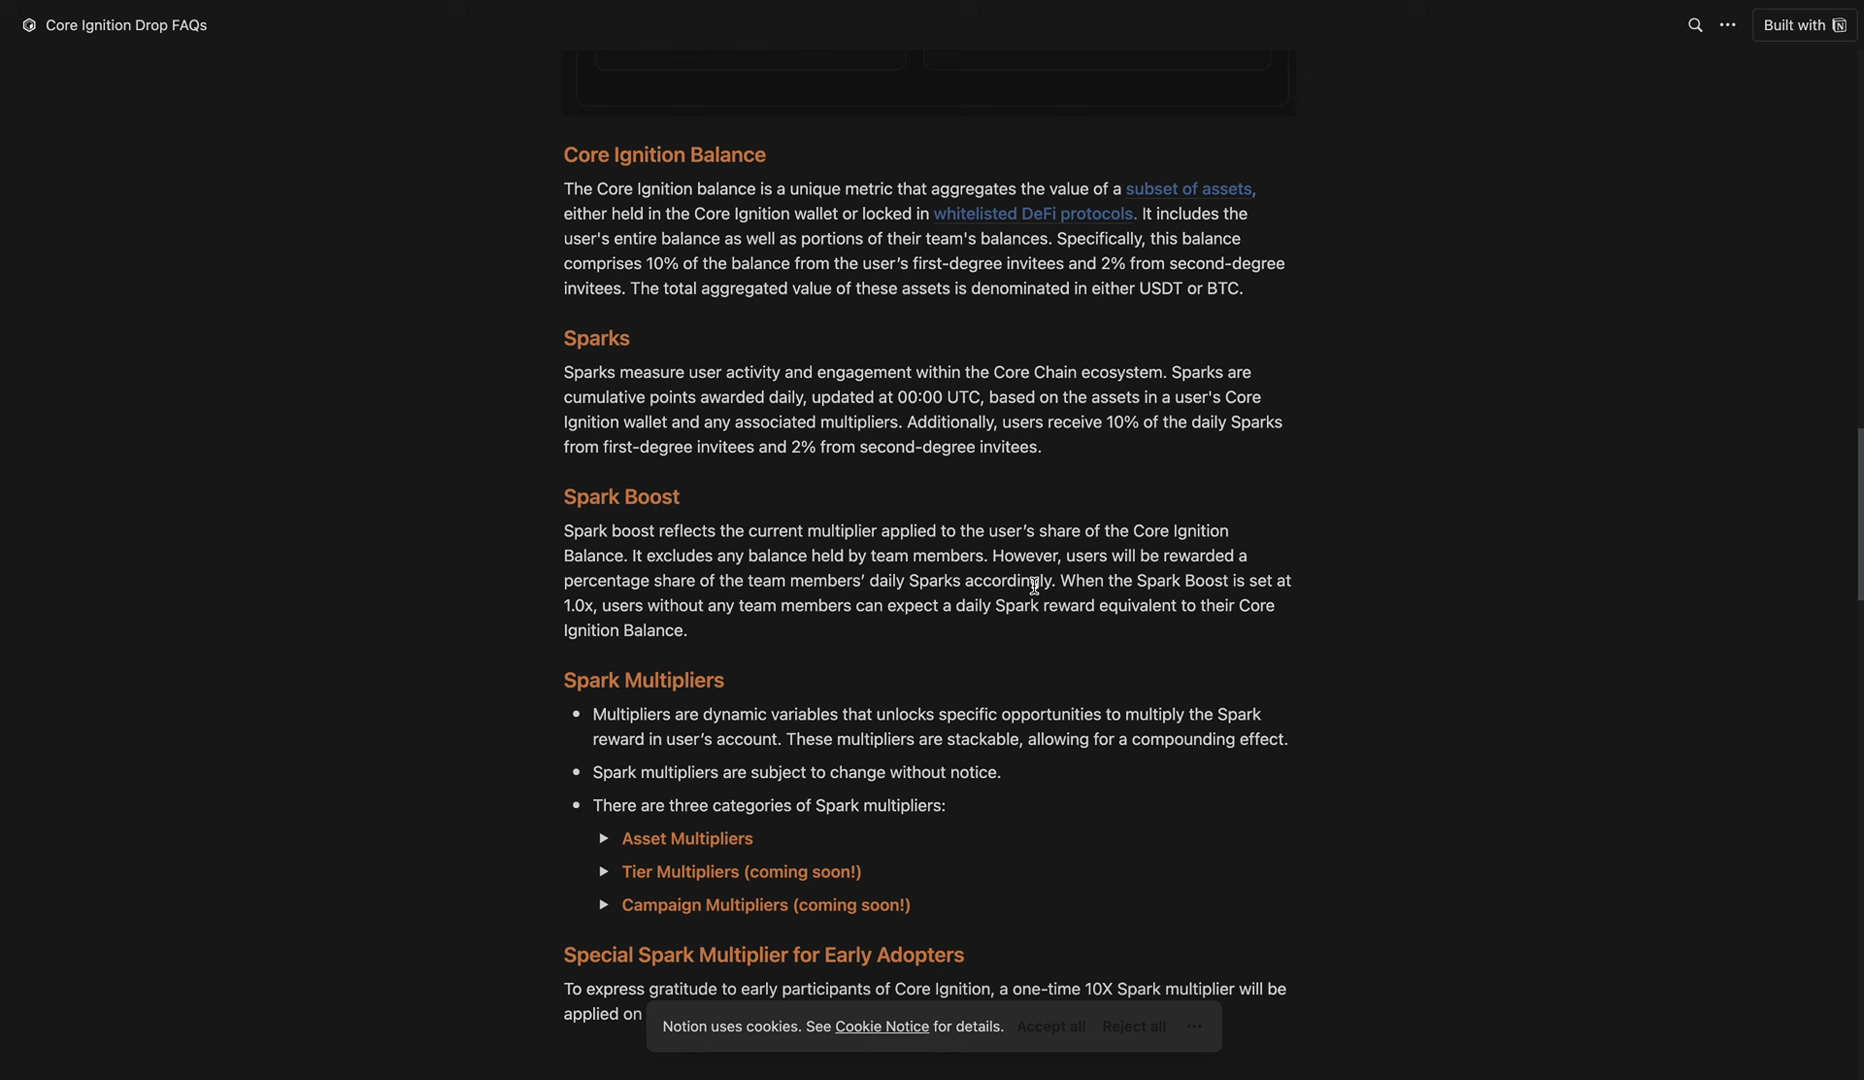 Core Ignition Drop FAQs
Built with
Core Ignition Balance
The Core Ignition balance is a unique metric that aggregates the value of a subset of assets,
either held in the Core Ignition wallet or locked in whitelisted DeFi protocols. It includes the
user's entire balance as well as portions of their team's balances. Specifically, this balance
comprises 10% of the balance from the user’s first-degree invitees and 2% from second-degree
invitees. The total aggregated value of these assets is denominated in either USDT or BTC.
Sparks
Sparks measure user activity and engagement within the Core Chain ecosystem. Sparks are
cumulative points awarded daily, updated at 00:00 UTC, based on the assets in a user's Core
Ignition wallet and any associated multipliers. Additionally, users receive 10% of the daily Sparks
from first-degree invitees and 2% from second-degree invitees.
Spark Boost
Spark boost reflects the current multiplier applied to the user’s share of the Core Ignition
Balance. It excludes any balance held by team members. However, users will be rewarded a
percentage share of the team members’ daily Sparks accordingly. When the Spark Boost is set at
1.0x, users without any team members can expect a daily Spark reward equivalent to their Core
Ignition Balance.
Spark Multipliers
• Multipliers are dynamic variables that unlocks specific opportunities to multiply the Spark
reward in user’s account. These multipliers are stackable, allowing for a compounding effect.
• Spark multipliers are subject to change without notice.
• There are three categories of Spark multipliers:
Asset Multipliers
Tier Multipliers (coming soon!)
Campaign Multipliers (coming soon!)
Special Spark Multiplier for Early Adopters
To express gratitude to early participants of Core Ignition, a one-time 10X Spark multiplier will be
applied on
Notion uses cookies. See Cookie Notice for details. Accept all Reject all